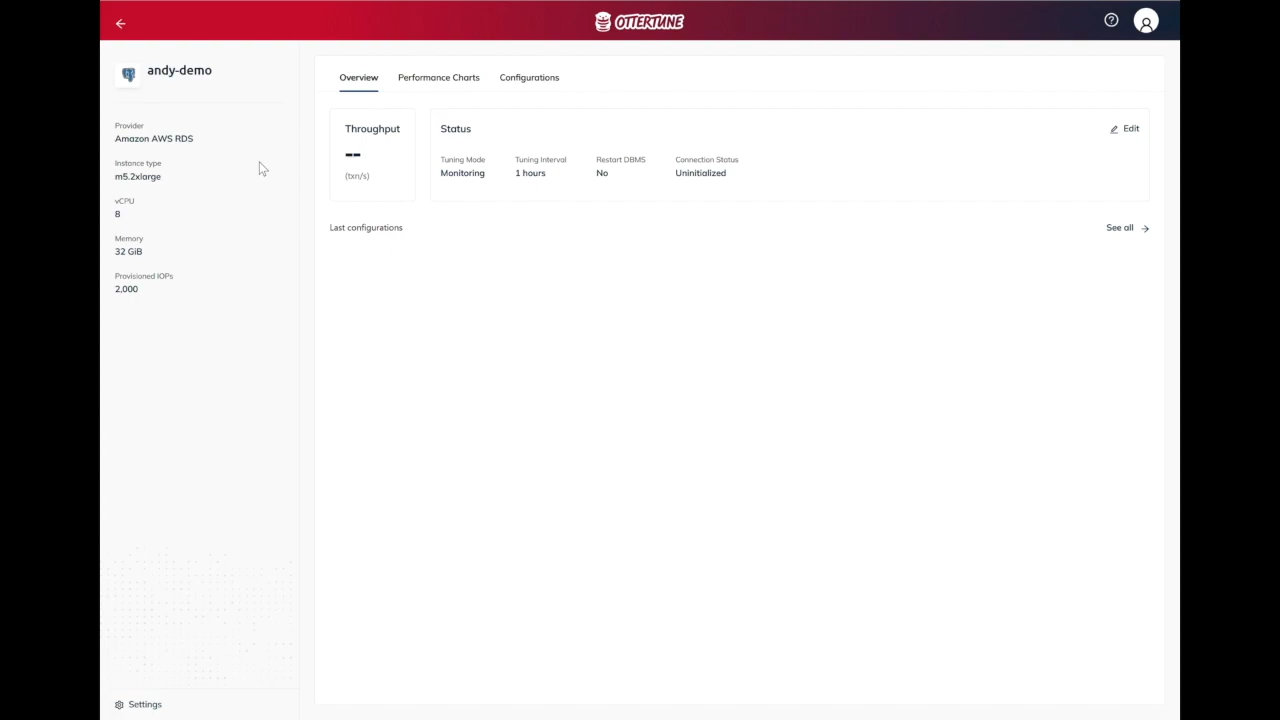 OTTERTUNE
andy-demo
Provider
Amazon AWS RDS
Instance type
m5.2xlarge
vCPU
8
Memory
32 GiB
Provisioned IOPs
2,000
Settings
Overview Performance Charts Configurations
Throughput
--
(txn/s)
Status
Edit
Tuning Mode Tuning Interval Restart DBMS Connection Status
Monitoring 1 hours No Uninitialized
Last configurations
See all